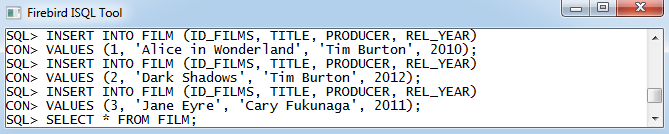 Firebird ISQL Tool
SQL> INSERT INTO FILM (ID_FILMS, TITLE, PRODUCER, REL_YEAR)
CON> VALUES (1, 'Alice in Wonderland', 'Tim Burton', 2010);
SQL> INSERT INTO FILM (ID_FILMS, TITLE, PRODUCER, REL_YEAR)
CON> VALUES (2, 'Dark Shadows', 'Tim Burton', 2012);
SQL> INSERT INTO FILM (ID_FILMS, TITLE, PRODUCER, REL_YEAR)
CON> VALUES (3, 'Jane Eyre', 'Cary Fukunaga', 2011);
SQL> SELECT * FROM FILM;